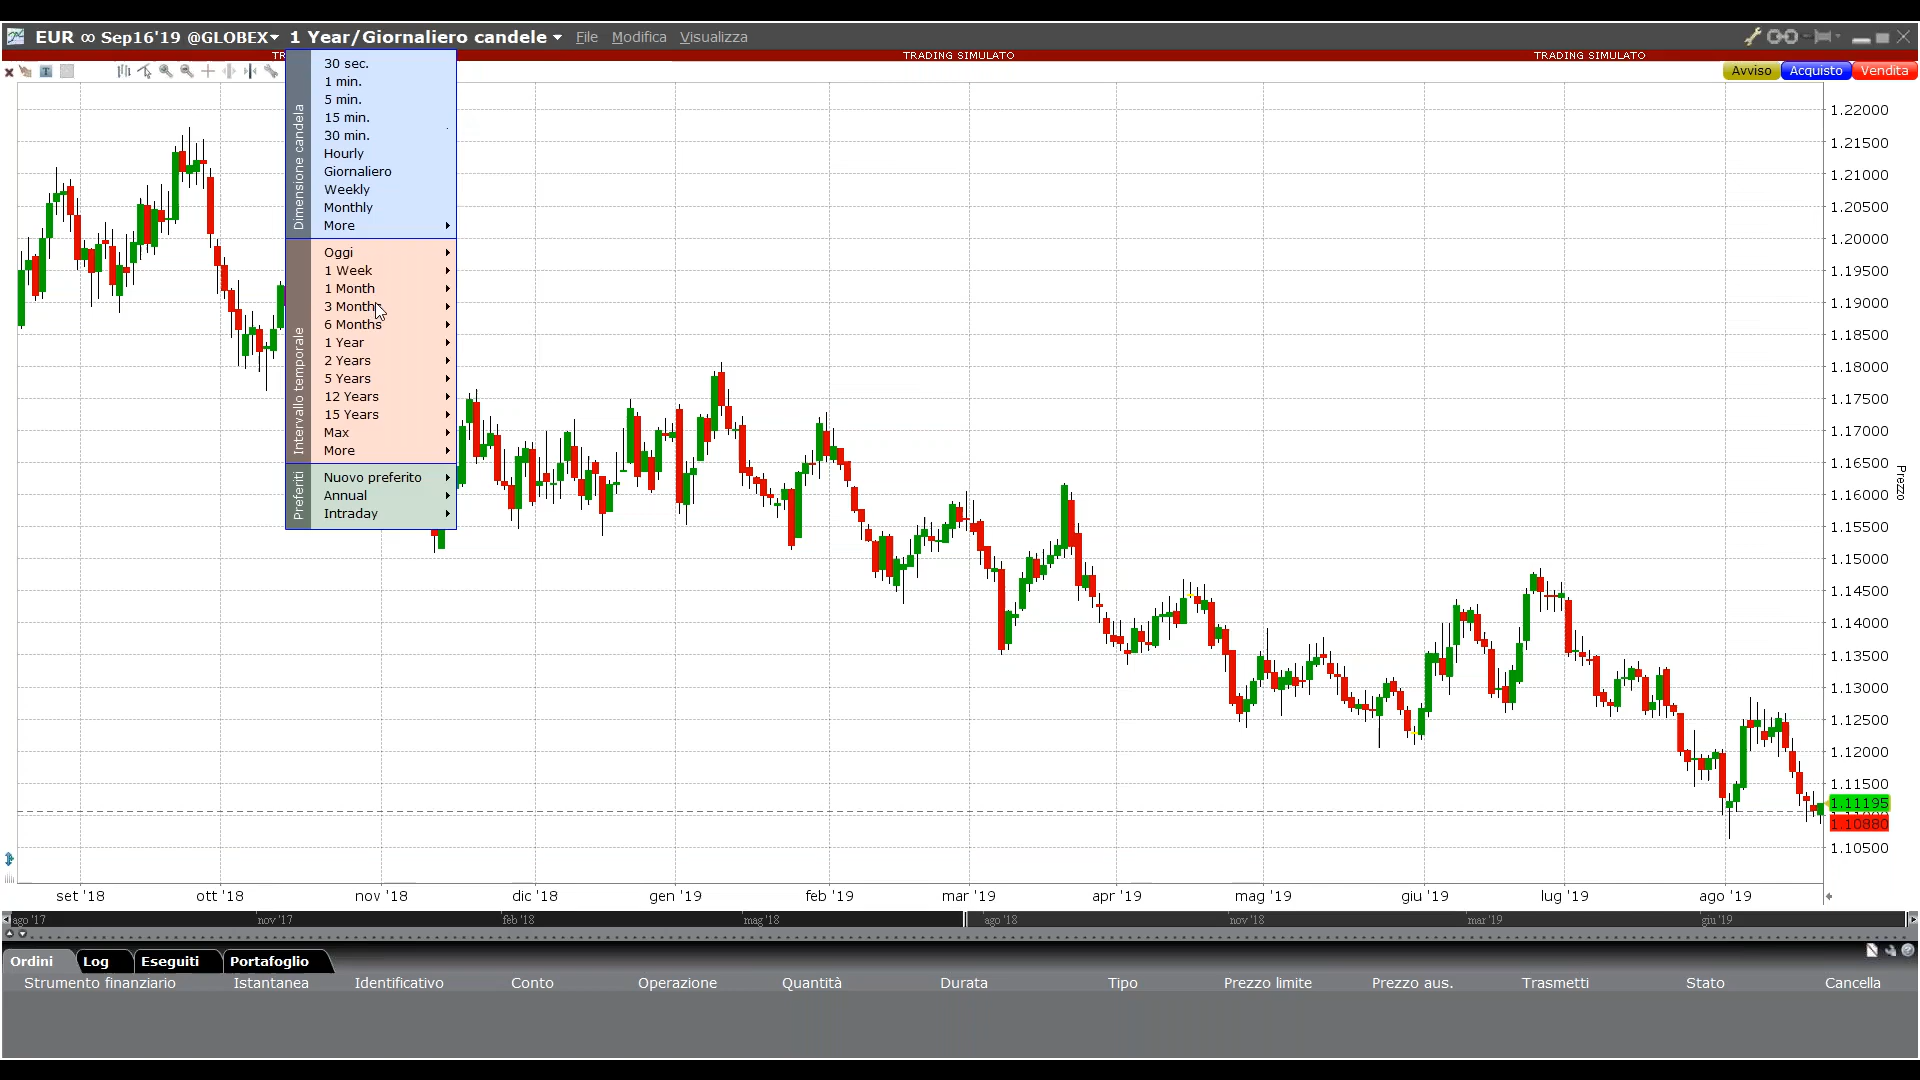 EUR ∞ Sep16'19 @GLOBEX 1 Year/Giornaliero candele File Modifica Visualizza
TR TRADING SIMULATO TRADING SIMULATO
Avviso Acquisto Vendita
Dimensione candela
30 sec.
1 min.
5 min.
15 min.
30 min.
Hourly
Giornaliero
Weekly
Monthly
More
Intervallo temporale
Oggi
1 Week
1 Month
3 Months
6 Months
1 Year
2 Years
5 Years
12 Years
15 Years
Max
More
Preferiti
Nuovo preferito
Annual
Intraday
1.22000
1.21500
1.21000
1.20500
1.20000
1.19500
1.19000
1.18500
1.18000
1.17500
1.17000
1.16500
1.16000
1.15500
1.15000
1.14500
1.14000
1.13500
1.13000
1.12500
1.12000
1.11500
1.11195
1.10880
1.10500
Prezzo
set '18 ott '18 nov '18 dic '18 gen '19 feb '19 mar '19 apr '19 mag '19 giu '19 lug '19 ago '19
ago '17 nov '17 feb '18 mag '18 ago '18 nov '18 mar '19 giu '19
Ordini Log Eseguiti Portafoglio
Strumento finanziario Istantanea Identificativo Conto Operazione Quantità Durata Tipo Prezzo limite Prezzo aus. Trasmetti Stato Cancella